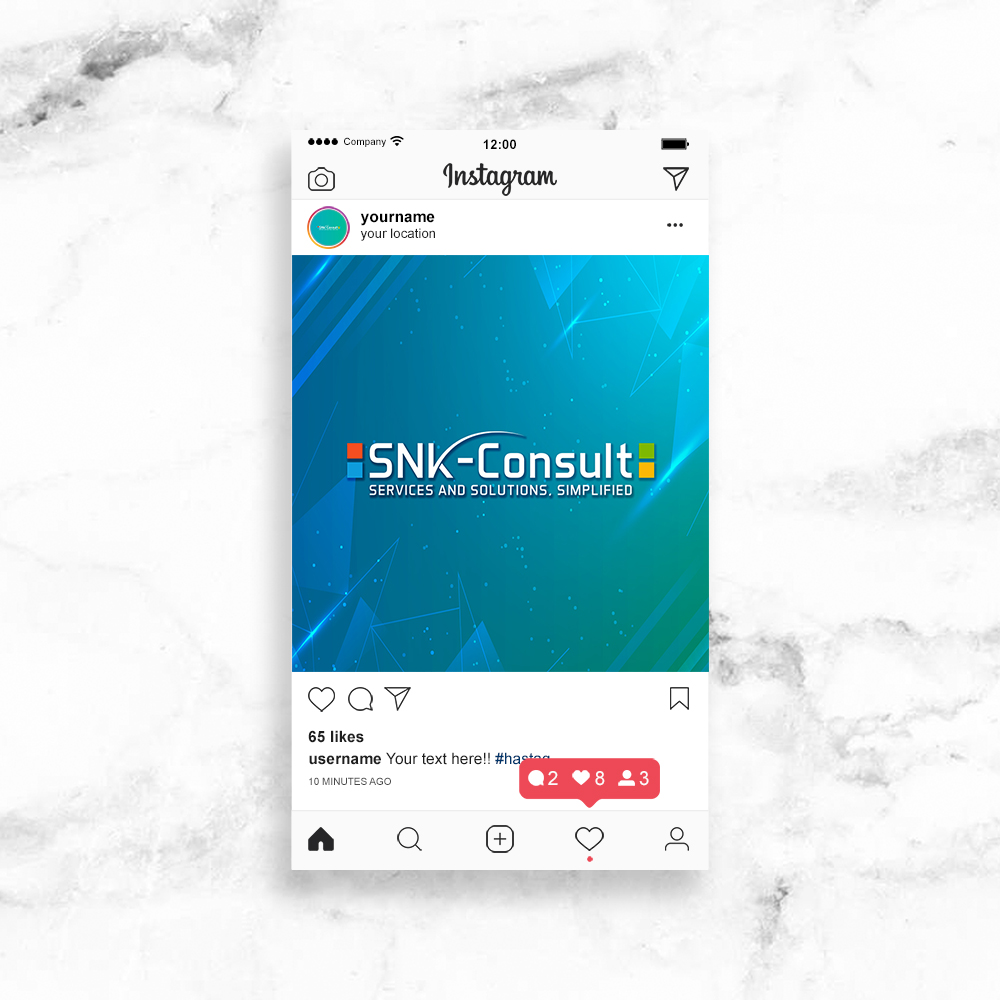 Company 12:00
Instagram
yourname
your location
SNK-Consult
SERVICES AND SOLUTIONS, SIMPLIFIED
65 likes
username Your text here!! #hastag
2 8 3
10 MINUTES AGO